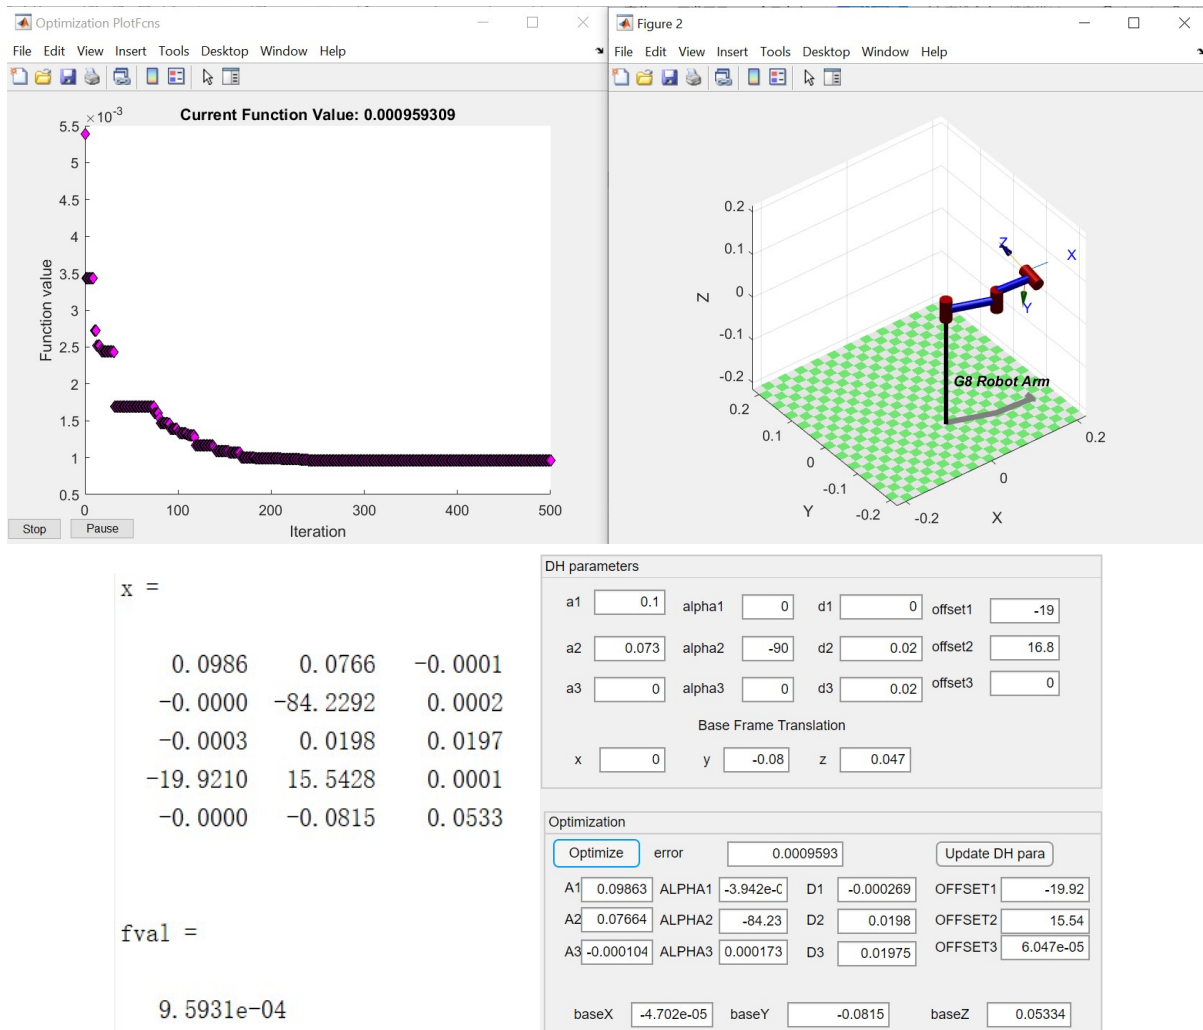 Optimization PlotFcns
File Edit View Insert Tools Desktop Window Help
×10-3
Current Function Value: 0.000959309
5.5
5
4.5
4
3.5
3
2.5
2
1.5
1
0.5
Function value
0 100 200 300 400 500
Iteration
Stop Pause
Figure 2
File Edit View Insert Tools Desktop Window Help
0.2
0.1
0
-0.1
-0.2
Z
Z
X
Y
G8 Robot Arm
0.2
0.1
0
-0.1
-0.2
Y
-0.2
0
0.2
X
x =
0.0986 0.0766 -0.0001
-0.0000 -84.2292 0.0002
-0.0003 0.0198 0.0197
-19.9210 15.5428 0.0001
-0.0000 -0.0815 0.0533
fval =
9.5931e-04
DH parameters
a1 0.1 alpha1 0 d1 0 offset1 -19
a2 0.073 alpha2 -90 d2 0.02 offset2 16.8
a3 0 alpha3 0 d3 0.02 offset3 0
Base Frame Translation
x 0 y -0.08 z 0.047
Optimization
Optimize error 0.0009593 Update DH para
A1 0.09863 ALPHA1 -3.942e-0 D1 -0.000269 OFFSET1 -19.92
A2 0.07664 ALPHA2 -84.23 D2 0.0198 OFFSET2 15.54
A3 -0.000104 ALPHA3 0.000173 D3 0.01975 OFFSET3 6.047e-05
baseX -4.702e-05 baseY -0.0815 baseZ 0.05334